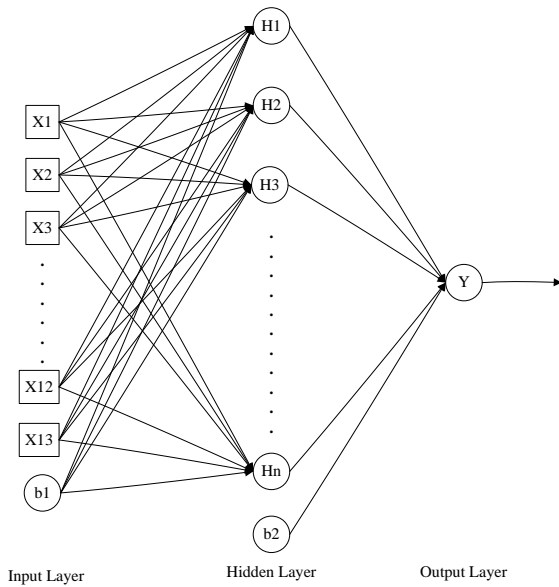 H1
H2
H3
Hn
b2
X1
X2
X3
X12
X13
b1
Y
Input Layer
Hidden Layer
Output Layer